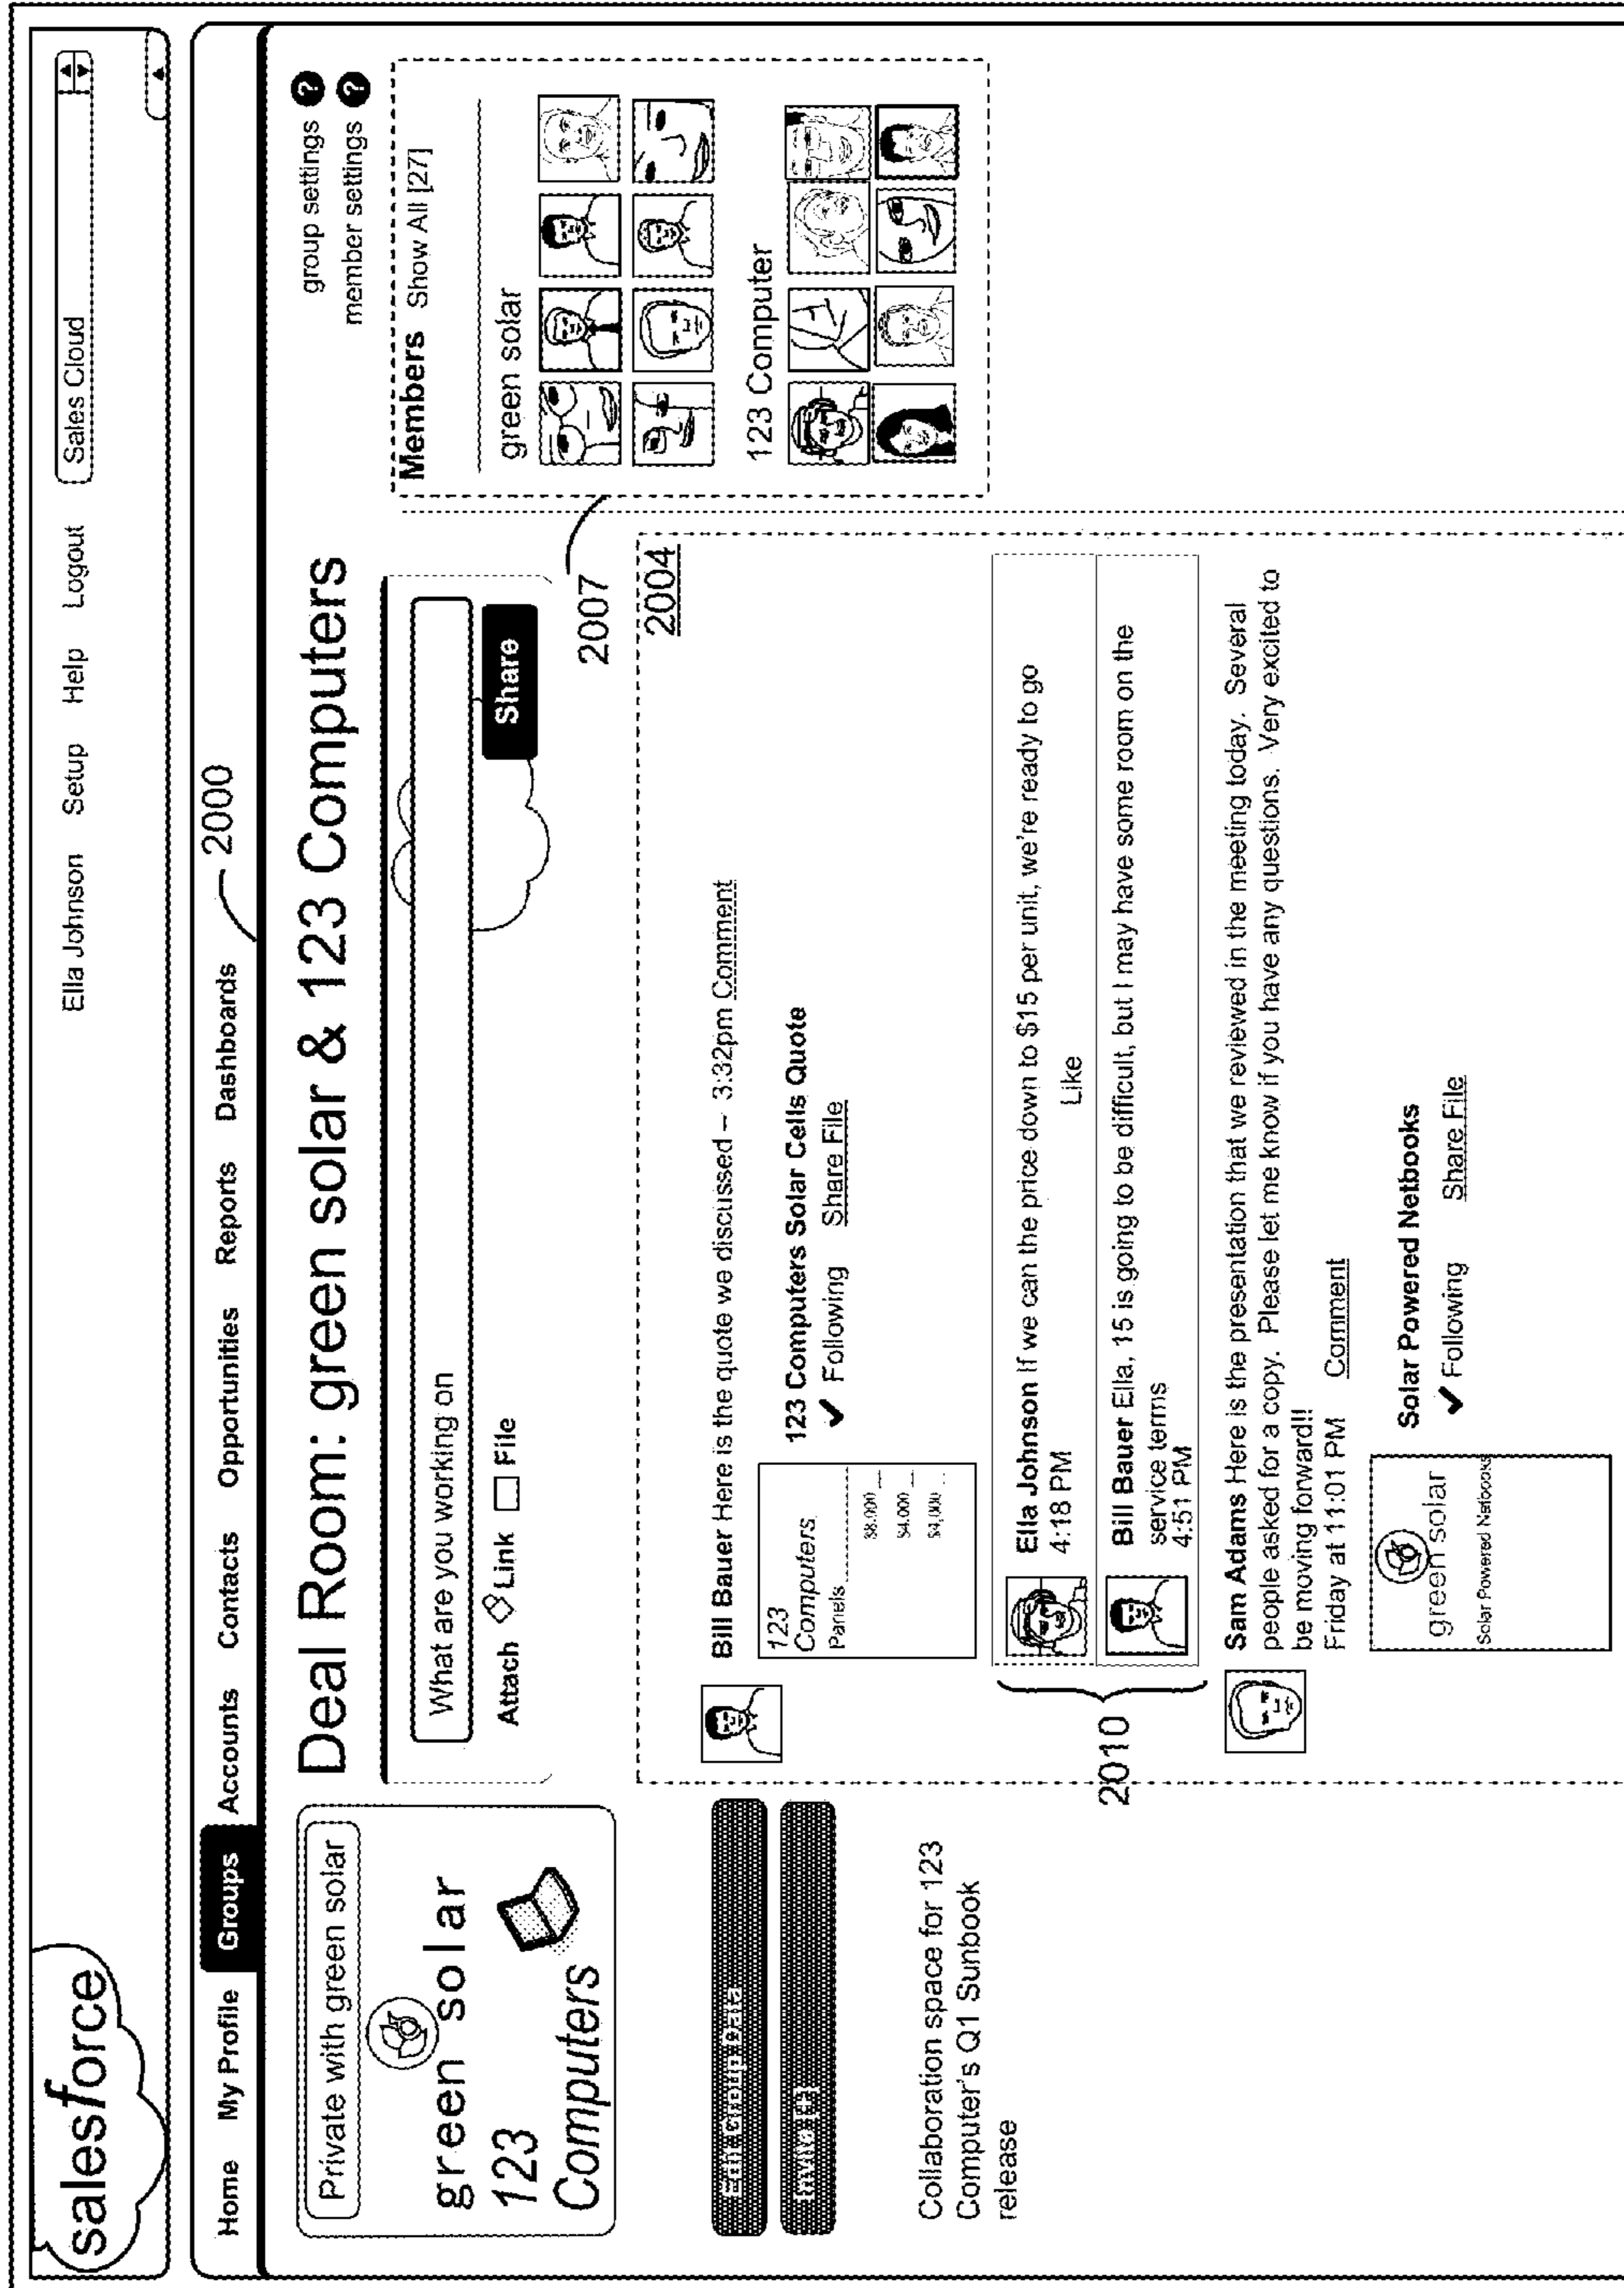 salesforce
Ella Johnson Setup Help Logout Sales Cloud
Home My Profile Groups Accounts Contacts Opportunities Reports Dashboards
2000
Private with green solar
green solar
123
Computers
Deal Room: green solar & 123 Computers
group settings ?
member settings ?
What are you working on
Attach Link File
Share
2007
Members Show All [27]
green solar
123 Computer
Edit Group Data
Collaboration space for 123
Computer's Q1 Sunbook
release
2004
Bill Bauer Here is the quote we discussed – 3:32pm Comment
123
Computers
Panels
$8,000
$4,000
$4,000
123 Computers Solar Cells Quote
Following Share File
2010
Ella Johnson If we can the price down to $15 per unit, we're ready to go
4:18 PM Like
Bill Bauer Ella, 15 is going to be difficult, but I may have some room on the
service terms
4:51 PM
Sam Adams Here is the presentation that we reviewed in the meeting today. Several
people asked for a copy. Please let me know if you have any questions. Very excited to
be moving forward!!
Friday at 11:01 PM Comment
green solar
Solar Powered Netbooks
Solar Powered Netbooks
Following Share File